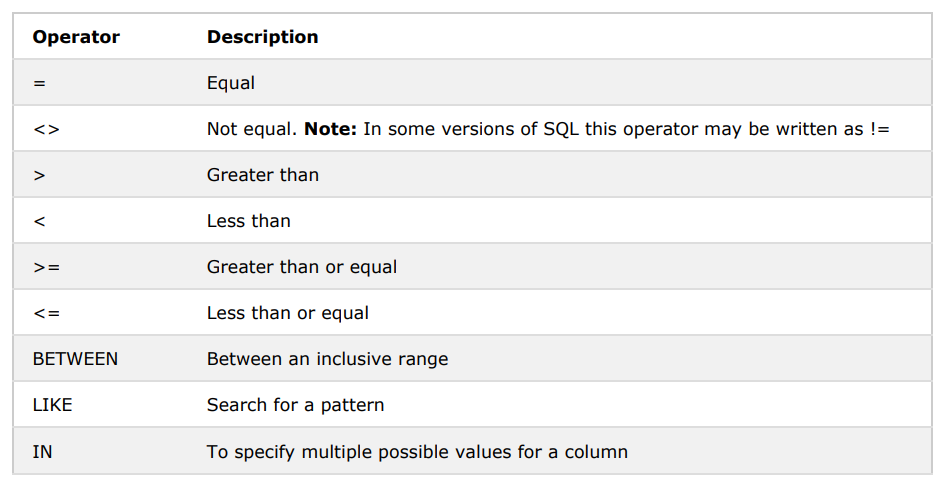 Operator Description
= Equal
<> Not equal. Note: In some versions of SQL this operator may be written as !=
> Greater than
< Less than
>= Greater than or equal
<= Less than or equal
BETWEEN Between an inclusive range
LIKE Search for a pattern
IN To specify multiple possible values for a column